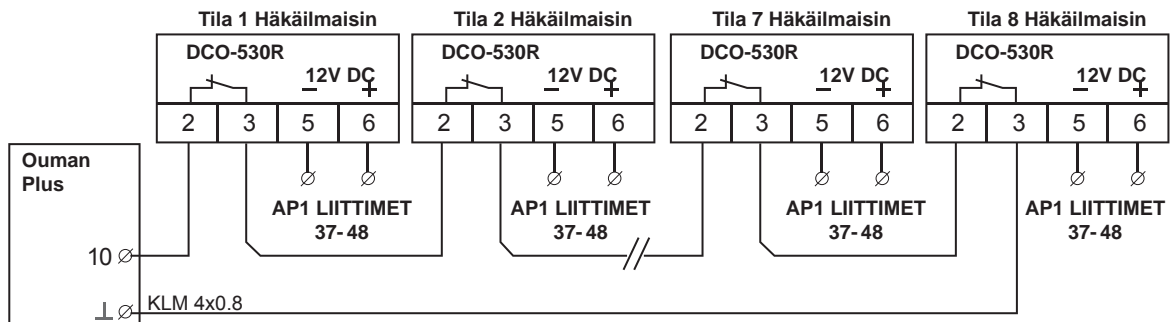 Tila 1 Häkäilmaisin
Tila 2 Häkäilmaisin
Tila 7 Häkäilmaisin
Tila 8 Häkäilmaisin
DCO-530R
DCO-530R
DCO-530R
DCO-530R
12V DC
12V DC
12V DC
12V DC
− +
− +
− +
− +
2 3 5 6
2 3 5 6
2 3 5 6
2 3 5 6
Ouman
Plus
AP1 LIITTIMET
37-48
AP1 LIITTIMET
37-48
AP1 LIITTIMET
37-48
AP1 LIITTIMET
37-48
10
KLM 4x0.8